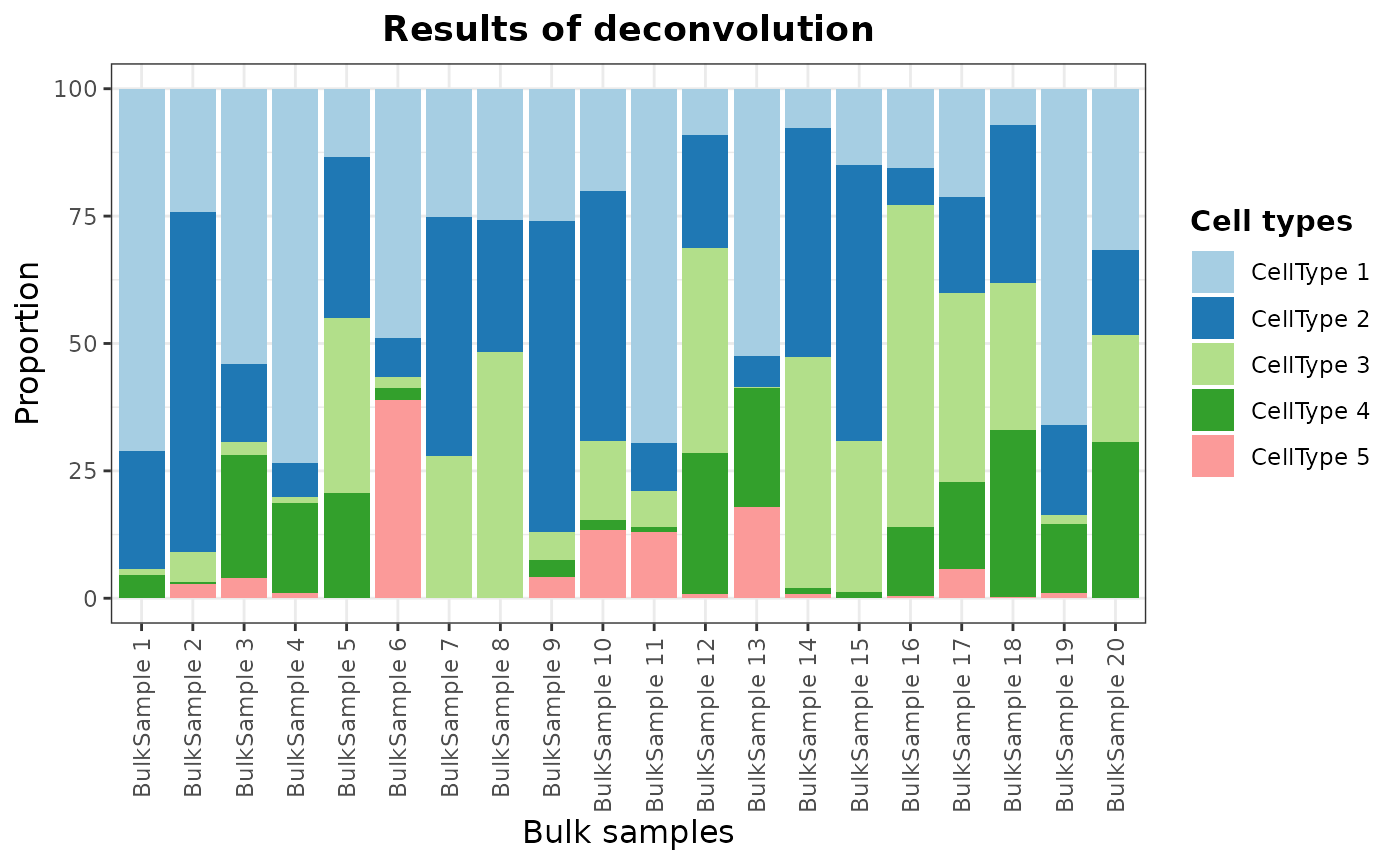 Results of deconvolution
Proportion
100
75
50
25
0
BulkSample 1
BulkSample 2
BulkSample 3
BulkSample 4
BulkSample 5
BulkSample 6
BulkSample 7
BulkSample 8
BulkSample 9
BulkSample 10
BulkSample 11
BulkSample 12
BulkSample 13
BulkSample 14
BulkSample 15
BulkSample 16
BulkSample 17
BulkSample 18
BulkSample 19
BulkSample 20
Bulk samples
Cell types
CellType 1
CellType 2
CellType 3
CellType 4
CellType 5